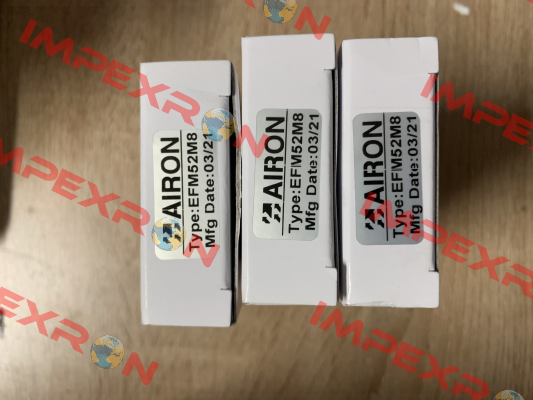 AIRON
Type:EFM52M8
Mfg Date:03/21
AIRON
Type:EFM52M8
Mfg Date:03/21
AIRON
Type:EFM52M8
Mfg Date:03/21
IMPEXRON
IMPEXRON
IMPEXRON
IMPEXRON
IMPEXRON